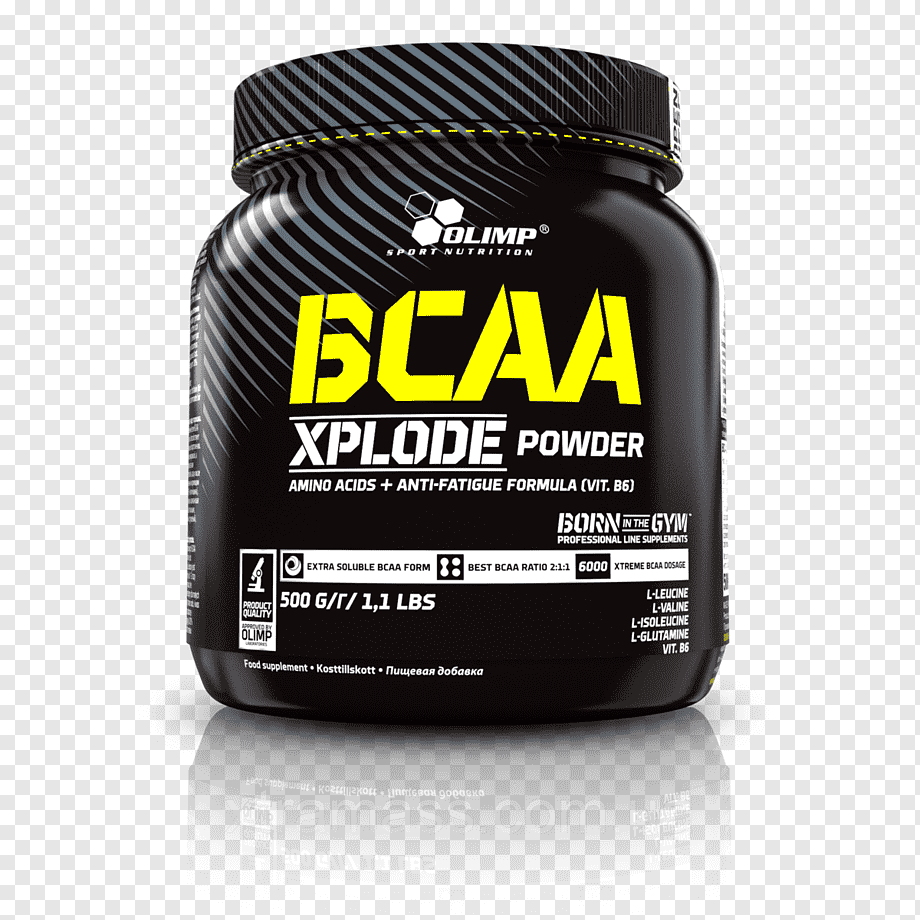 OLIMP®
SPORT NUTRITION
BCAA
XPLODE POWDER
AMINO ACIDS + ANTI-FATIGUE FORMULA (VIT. B6)
BORN IN THE GYM™
PROFESSIONAL LINE SUPPLEMENTS
EXTRA SOLUBLE BCAA FORM BEST BCAA RATIO 2:1:1 6000 XTREME BCAA DOSAGE
PRODUCT
QUALITY
APPROVED BY
OLIMP
LABORATORIES
500 G/Г/ 1,1 LBS
L-LEUCINE
L-VALINE
L-ISOLEUCINE
L-GLUTAMINE
VIT. B6
Food supplement • Kosttillskott • Пищевая добавка